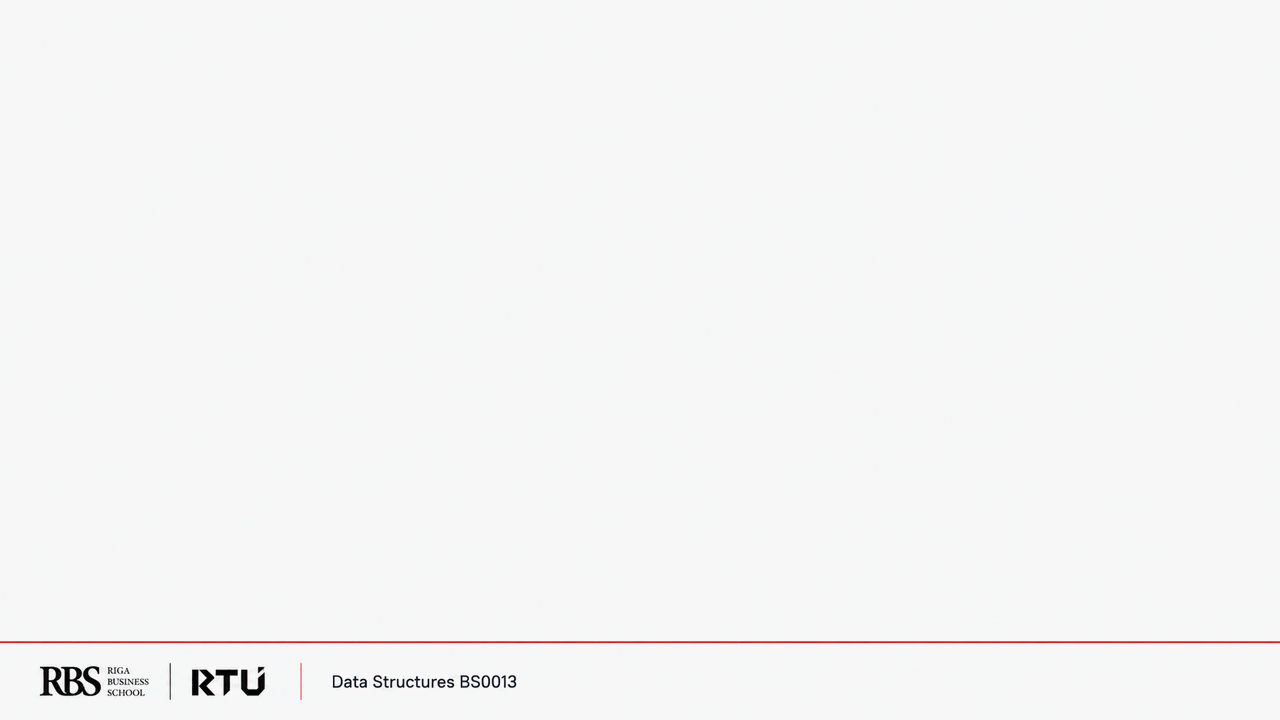 RBS
RIGA
BUSINESS
SCHOOL
RTU
Data Structures BS0013